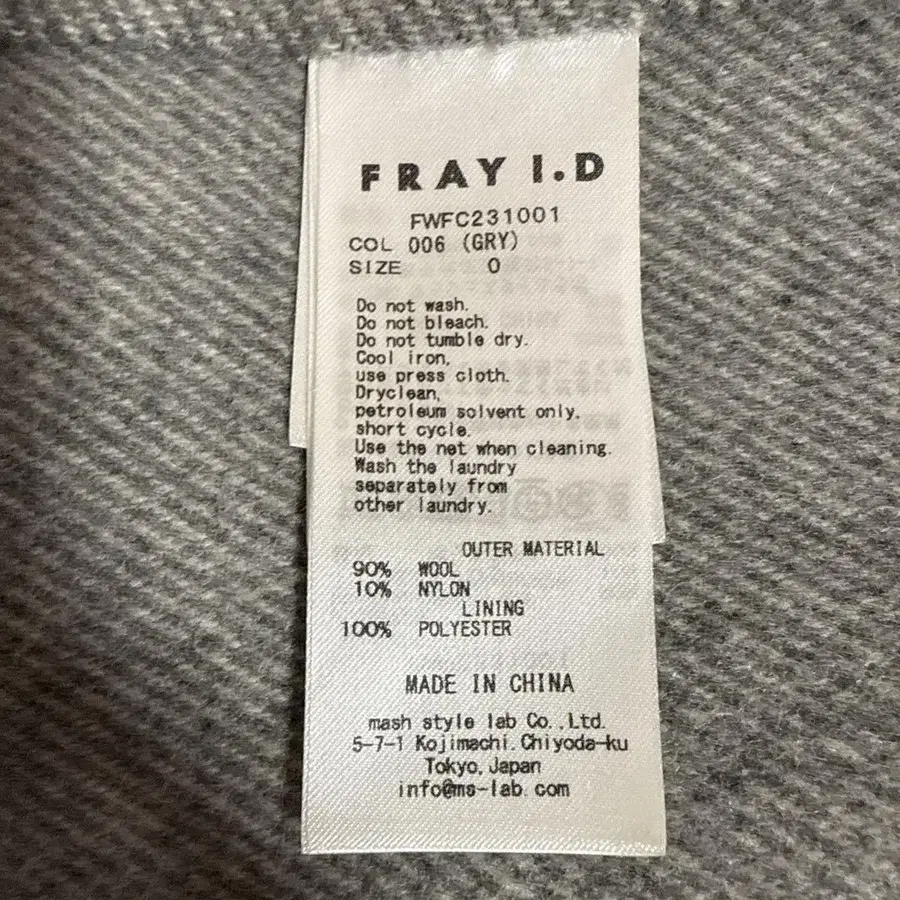 FRAY I.D
FWFC231001
COL 006 (GRY)
SIZE 0
Do not wash.
Do not bleach.
Do not tumble dry.
Cool iron,
use press cloth.
Dryclean,
petroleum solvent only.
short cycle.
Use the net when cleaning.
Wash the laundry
separately from
other laundry.
OUTER MATERIAL
90% WOOL
10% NYLON
LINING
100% POLYESTER
MADE IN CHINA
mash style lab Co.,Ltd.
5-7-1 Kojimachi. Chiyoda-ku
Tokyo, Japan
info@ms-lab.com